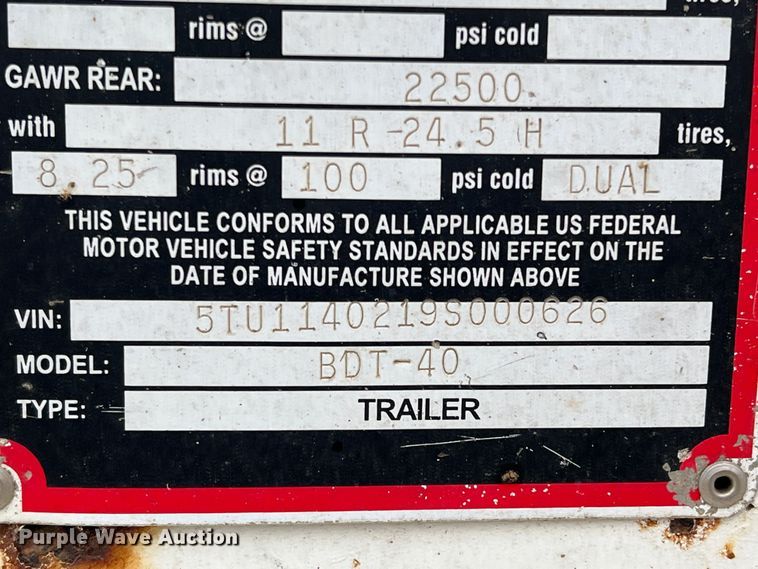 tires,
rims @ psi cold
GAWR REAR: 22500
with 11 R-24.5 H tires,
8.25 rims @ 100 psi cold DUAL
THIS VEHICLE CONFORMS TO ALL APPLICABLE US FEDERAL
MOTOR VEHICLE SAFETY STANDARDS IN EFFECT ON THE
DATE OF MANUFACTURE SHOWN ABOVE
VIN: 5TU1140219S000626
MODEL: BDT-40
TYPE: TRAILER
Purple Wave Auction